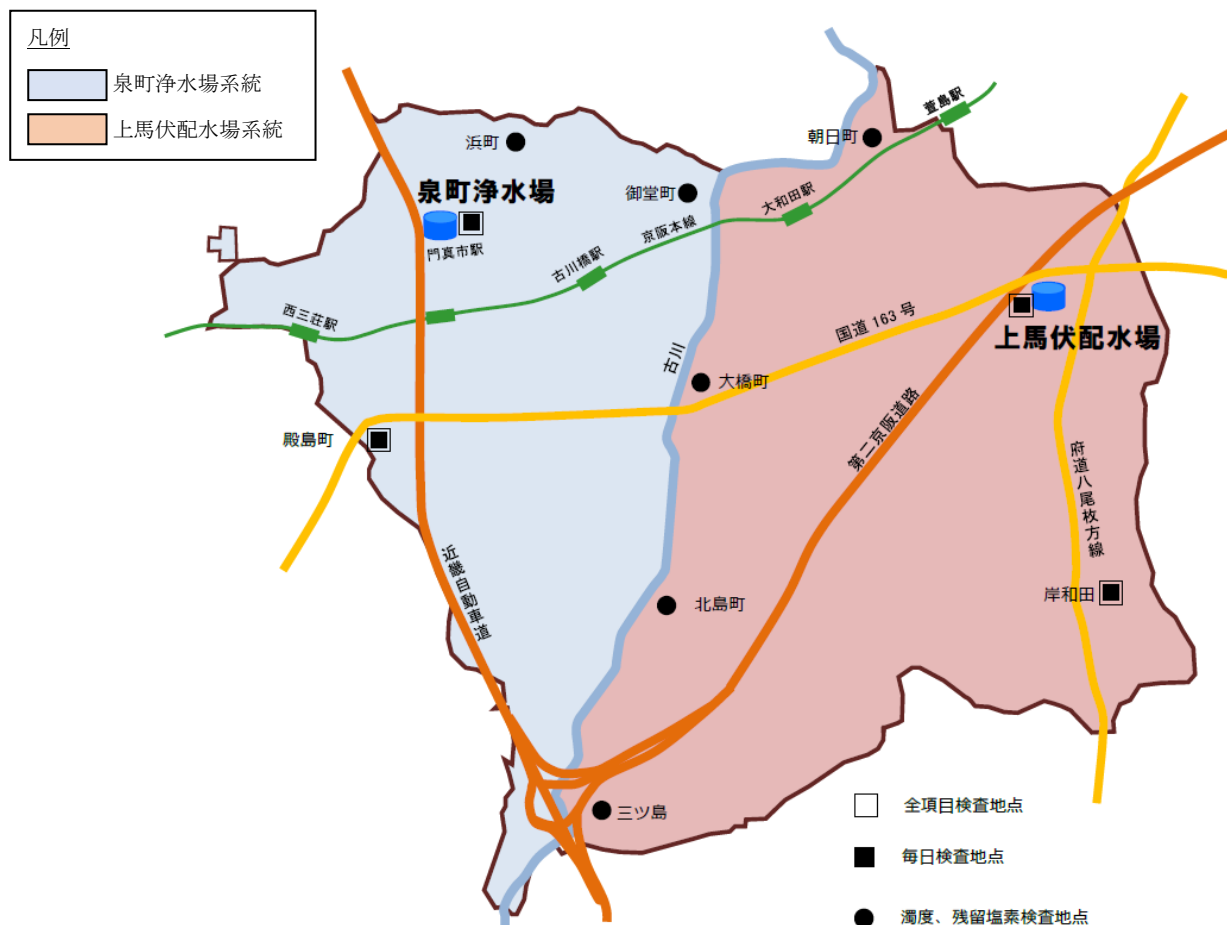 凡例
泉町浄水場系統
上馬伏配水場系統
萱島駅
朝日町
浜町
泉町浄水場
御堂町
大和田駅
京阪本線
門真市駅
古川橋駅
西三荘駅
国道 163 号
上馬伏配水場
古川
大橋町
殿島町
第二京阪道路
府道八尾枚方線
近畿自動車道
北島町
岸和田
三ツ島
全項目検査地点
毎日検査地点
濁度、残留塩素検査地点